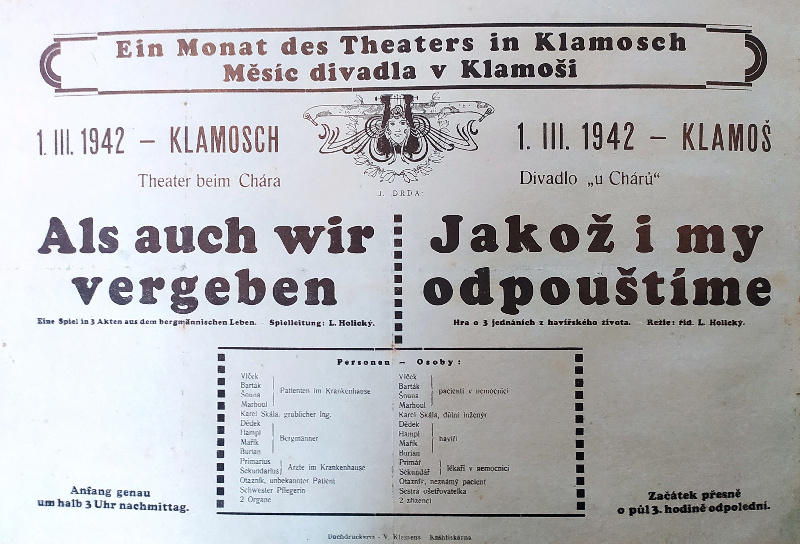 Ein Monat des Theaters in Klamosch
Měsíc divadla v Klamoši
1. III. 1942 – KLAMOSCH
Theater beim Chára
J. DRDA:
1. III. 1942 – KLAMOŠ
Divadlo „u Chárů“
Als auch wir
vergeben
Eine Spiel in 3 Akten aus dem bergmännischen Leben. - Spielleitung: L. Holický.
Jakož i my
odpouštíme
Hra o 3 jednáních z havířského života. - Režie: říd. L. Holický.
Personen – Osoby:
Vlček
Barták
Šouna
Marhoul
Patienten im Krankenhause
Karel Skála, grublicher Ing.
Dědek
Hampl
Mařík
Burian
Bergmänner
Primarius
Sekundarius
Arzte im Krankenhause
Otazník, unbekannter Patient
Schwester Pflegerin
2 Organe
Vlček
Barták
Šouna
Marhoul
pacienti v nemocnici
Karel Skála, důlní inženýr
Dědek
Hampl
Mařík
Burian
havíři
Primář
Sekundář
lékaři v nemocnici
Otazník, neznámý pacient
Sestra ošetřovatelka
2 zřízenci
Anfang genau
um halb 3 Uhr nachmittag.
Začátek přesně
o půl 3. hodině odpolední.
Buchdruckerei - V. Klemens - Knihtiskárna.